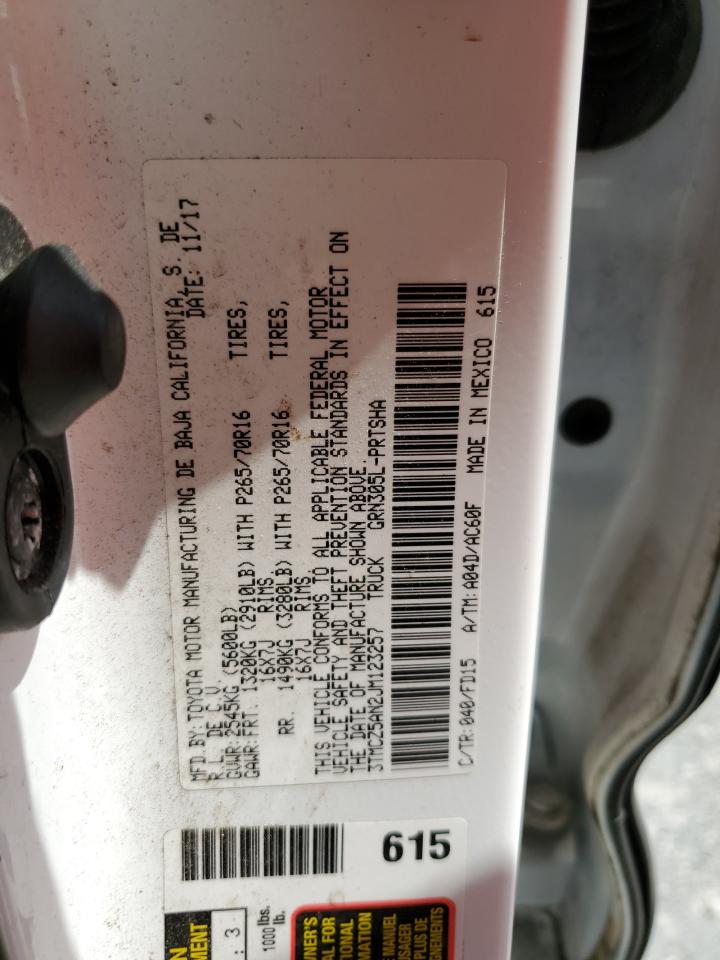 MFD.BY:TOYOTA MOTOR MANUFACTURING DE BAJA CALIFORNIA, S. DE
R.L. DE C.V. DATE: 11/17
GVWR:2545KG (5600LB)
GAWR:FRT. 1320KG (2910LB) WITH P265/70R16 TIRES,
16X7J RIMS.
RR. 1490KG (3280LB) WITH P265/70R16 TIRES,
16X7J RIMS.
THIS VEHICLE CONFORMS TO ALL APPLICABLE FEDERAL MOTOR
VEHICLE SAFETY AND THEFT PREVENTION STANDARDS IN EFFECT ON
THE DATE OF MANUFACTURE SHOWN ABOVE.
3TMCZ5AN2JM123257 TRUCK GRN305L-PRTSHA
C/TR:040/FD15 A/TM:A04D/AC60F MADE IN MEXICO 615
615
: 3
1000 lbs.
lb.